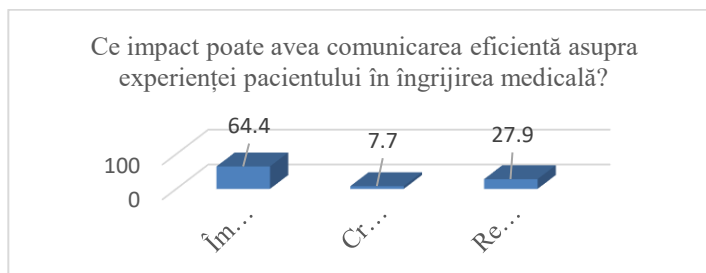 Ce impact poate avea comunicarea eficientă asupra
experienței pacientului în îngrijirea medicală?
64.4
7.7
27.9
100
0
Îm…
Cr…
Re…